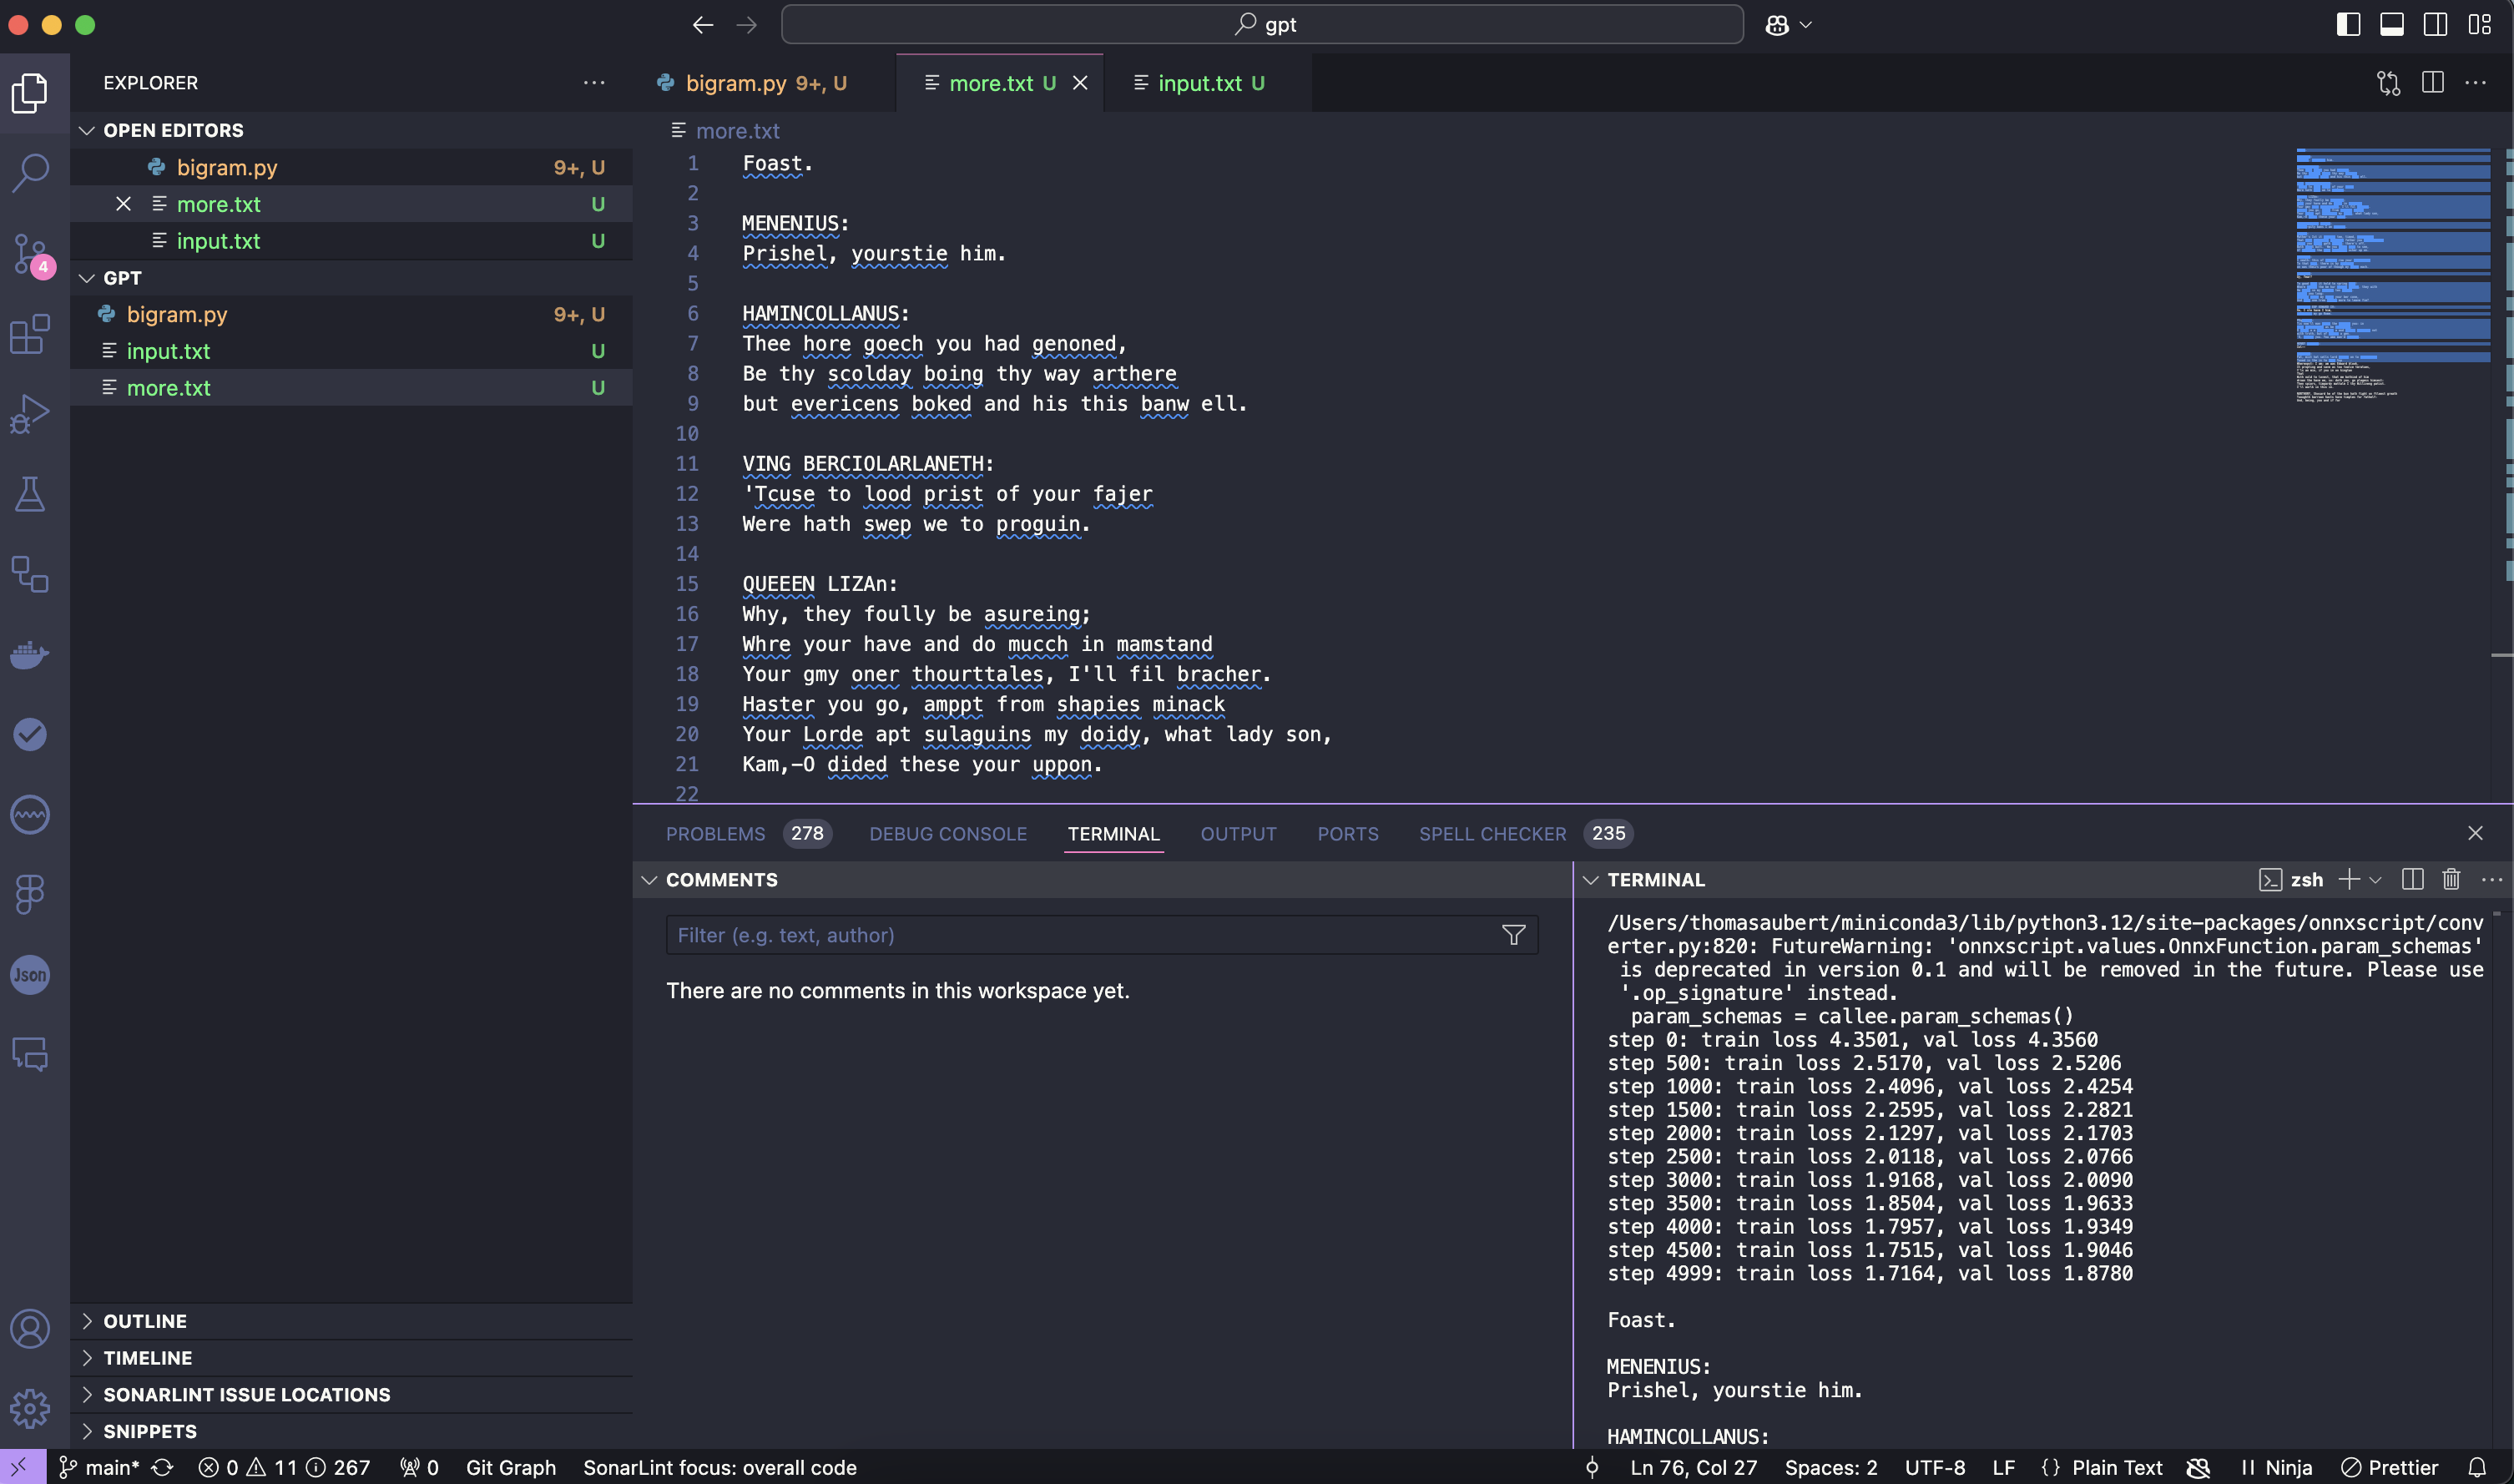 gpt
EXPLORER
OPEN EDITORS
bigram.py 9+, U
more.txt U
input.txt U
GPT
bigram.py 9+, U
input.txt U
more.txt U
4
Json
OUTLINE
TIMELINE
SONARLINT ISSUE LOCATIONS
SNIPPETS
bigram.py 9+, U more.txt U input.txt U
more.txt
1 Foast.
2
3 MENENIUS:
4 Prishel, yourstie him.
5
6 HAMINCOLLANUS:
7 Thee hore goech you had genoned,
8 Be thy scolday boing thy way arthere
9 but evericens boked and his this banw ell.
10
11 VING BERCIOLARLANETH:
12 'Tcuse to lood prist of your fajer
13 Were hath swep we to proguin.
14
15 QUEEEN LIZAn:
16 Why, they foully be asureing;
17 Whre your have and do mucch in mamstand
18 Your gmy oner thourttales, I'll fil bracher.
19 Haster you go, amppt from shapies minack
20 Your Lorde apt sulaguins my doidy, what lady son,
21 Kam,-O dided these your uppon.
22
PROBLEMS 278 DEBUG CONSOLE TERMINAL OUTPUT PORTS SPELL CHECKER 235
COMMENTS
Filter (e.g. text, author)
There are no comments in this workspace yet.
TERMINAL zsh
/Users/thomasaubert/miniconda3/lib/python3.12/site-packages/onnxscript/conv
erter.py:820: FutureWarning: 'onnxscript.values.OnnxFunction.param_schemas'
is deprecated in version 0.1 and will be removed in the future. Please use
'.op_signature' instead.
param_schemas = callee.param_schemas()
step 0: train loss 4.3501, val loss 4.3560
step 500: train loss 2.5170, val loss 2.5206
step 1000: train loss 2.4096, val loss 2.4254
step 1500: train loss 2.2595, val loss 2.2821
step 2000: train loss 2.1297, val loss 2.1703
step 2500: train loss 2.0118, val loss 2.0766
step 3000: train loss 1.9168, val loss 2.0090
step 3500: train loss 1.8504, val loss 1.9633
step 4000: train loss 1.7957, val loss 1.9349
step 4500: train loss 1.7515, val loss 1.9046
step 4999: train loss 1.7164, val loss 1.8780
Foast.
MENENIUS:
Prishel, yourstie him.
HAMINCOLLANUS:
main* 0 11 267 0 Git Graph SonarLint focus: overall code Ln 76, Col 27 Spaces: 2 UTF-8 LF {} Plain Text Ninja Prettier